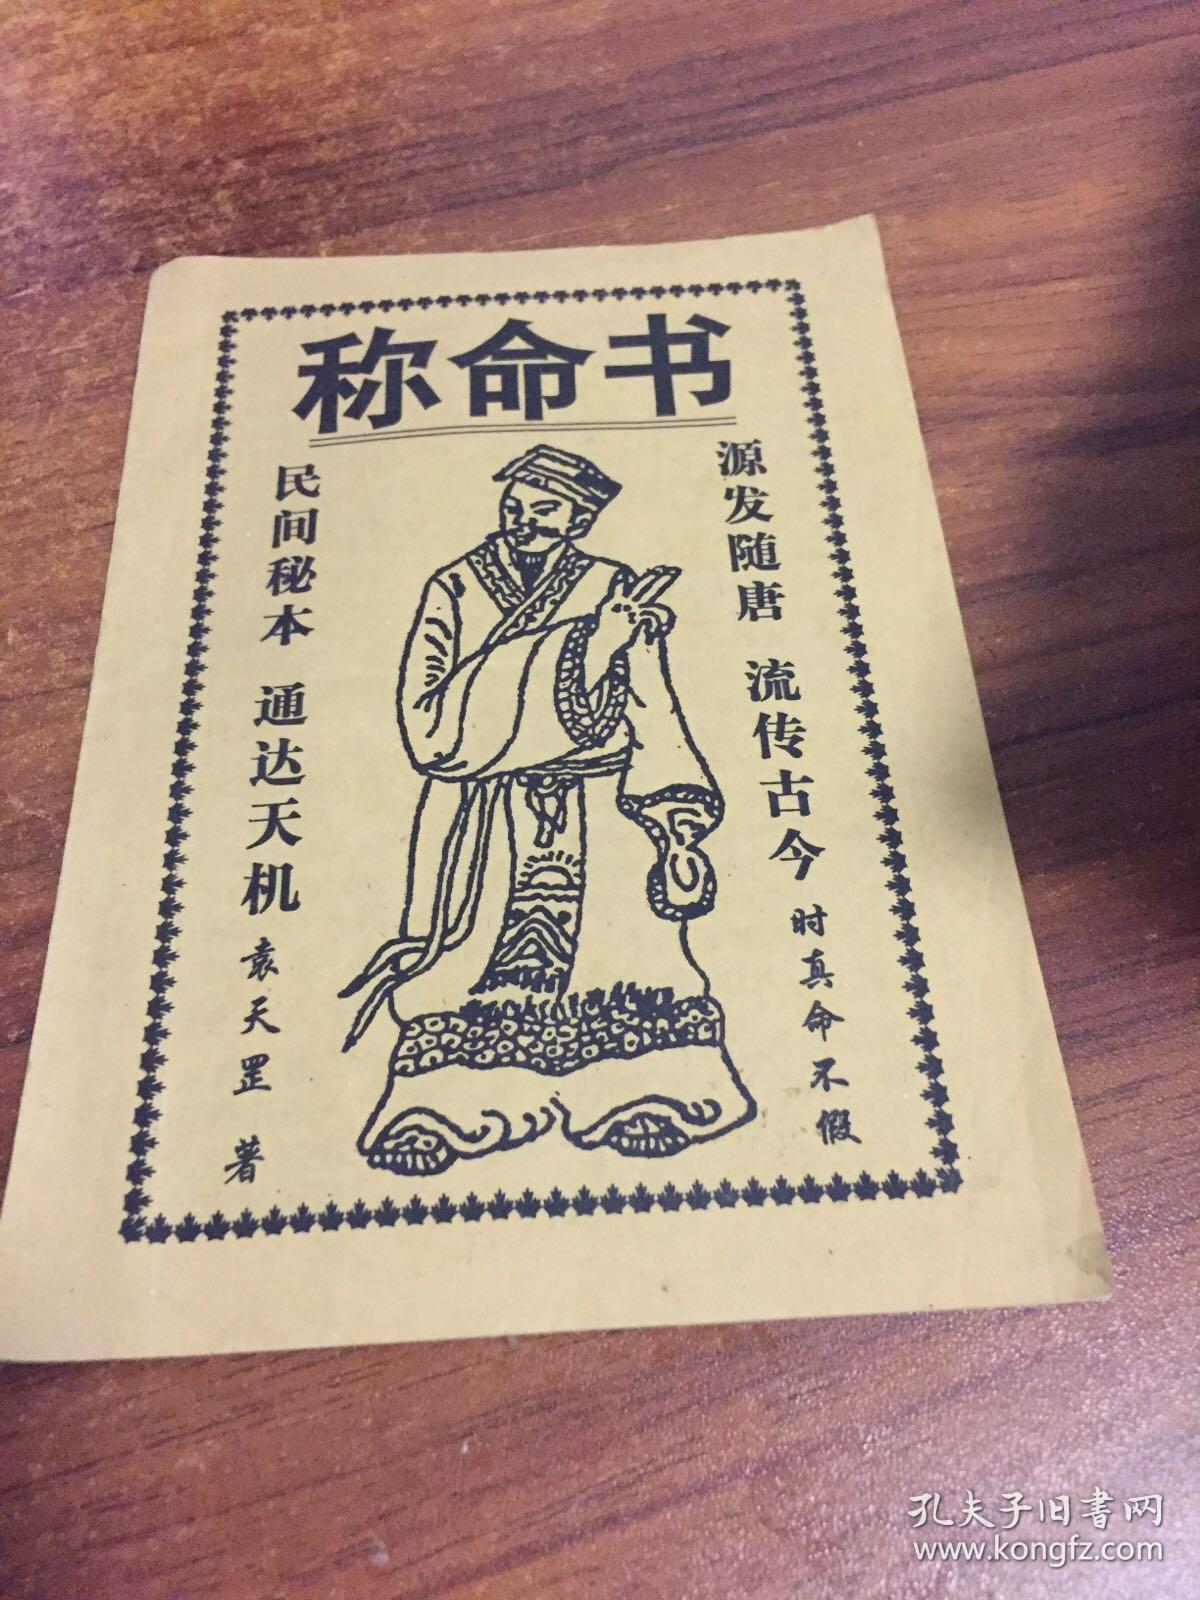 称命书
源发随唐 流传古今
时真命不假
民间秘本 通达天机
袁天罡 著
孔夫子旧書网
www.kongfz.com